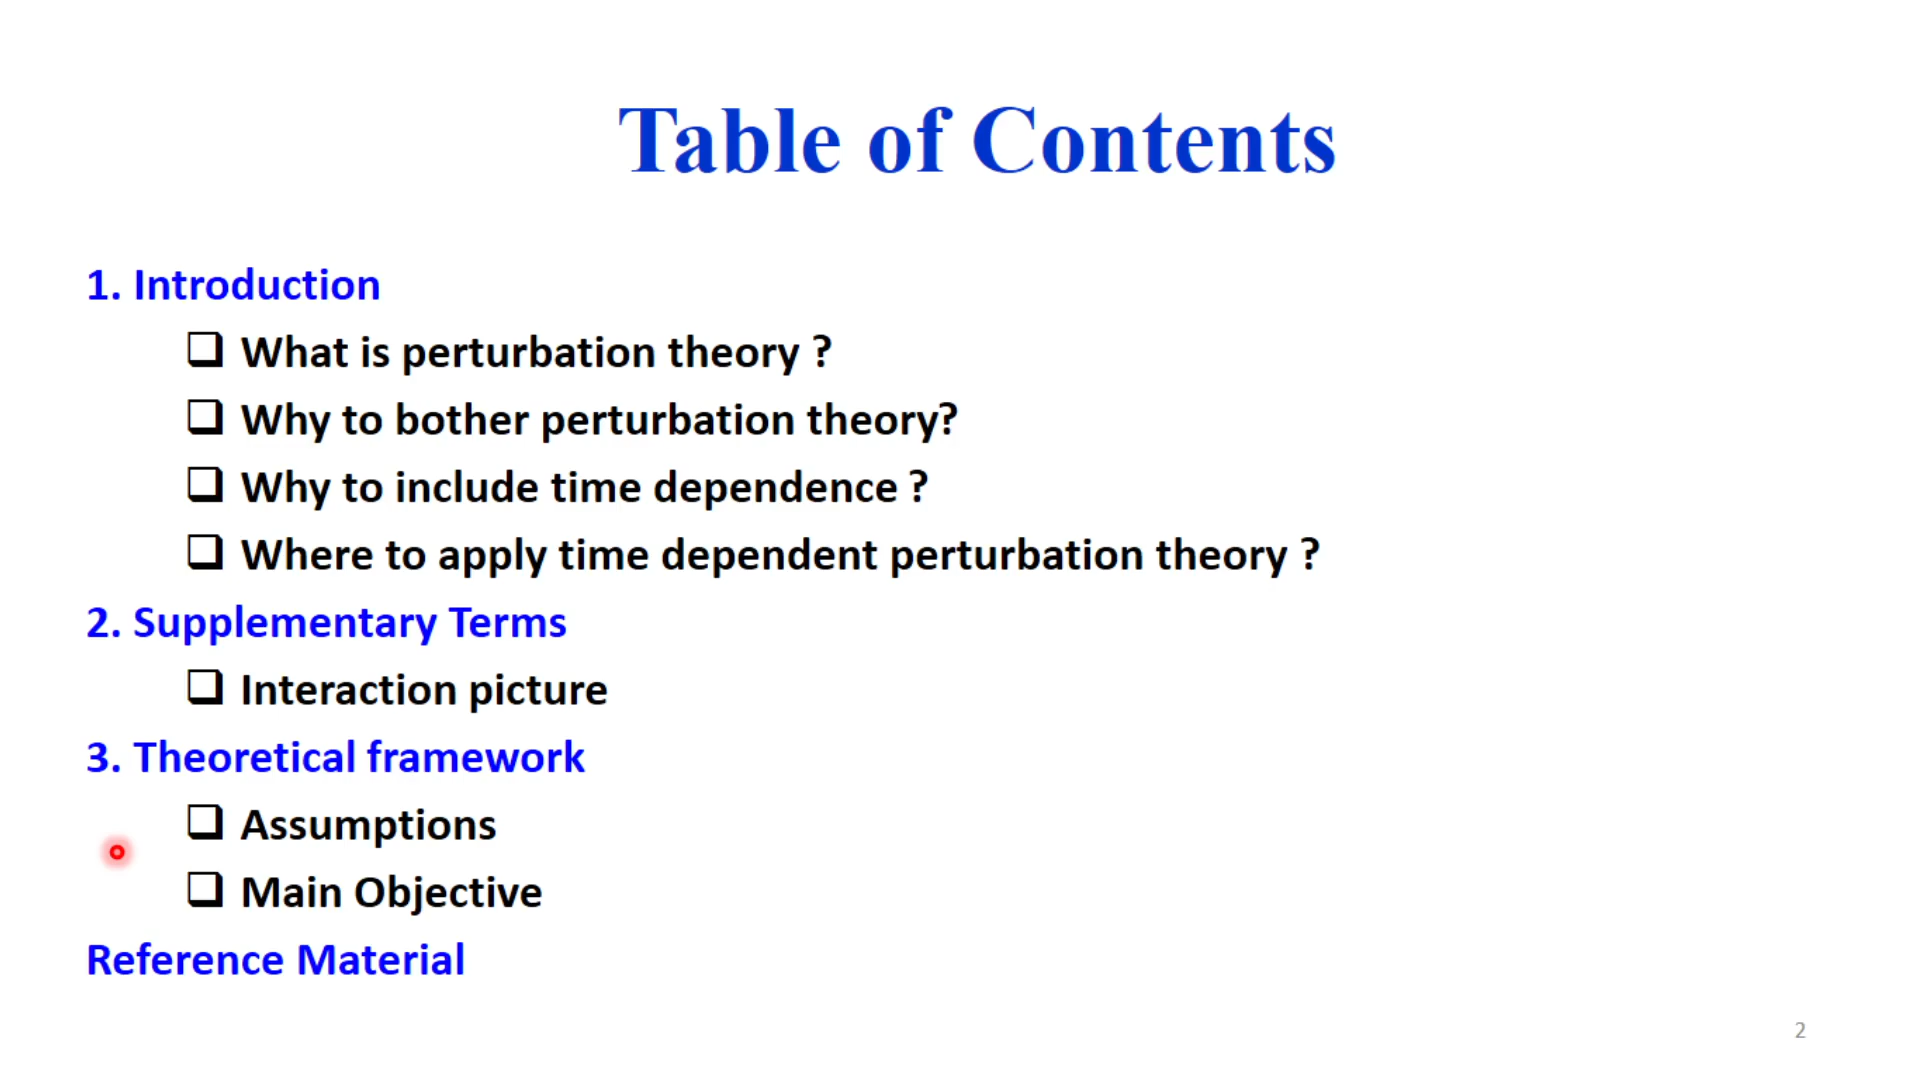 Table of Contents
1. Introduction
What is perturbation theory ?
Why to bother perturbation theory?
Why to include time dependence ?
Where to apply time dependent perturbation theory ?
2. Supplementary Terms
Interaction picture
3. Theoretical framework
Assumptions
Main Objective
Reference Material
2